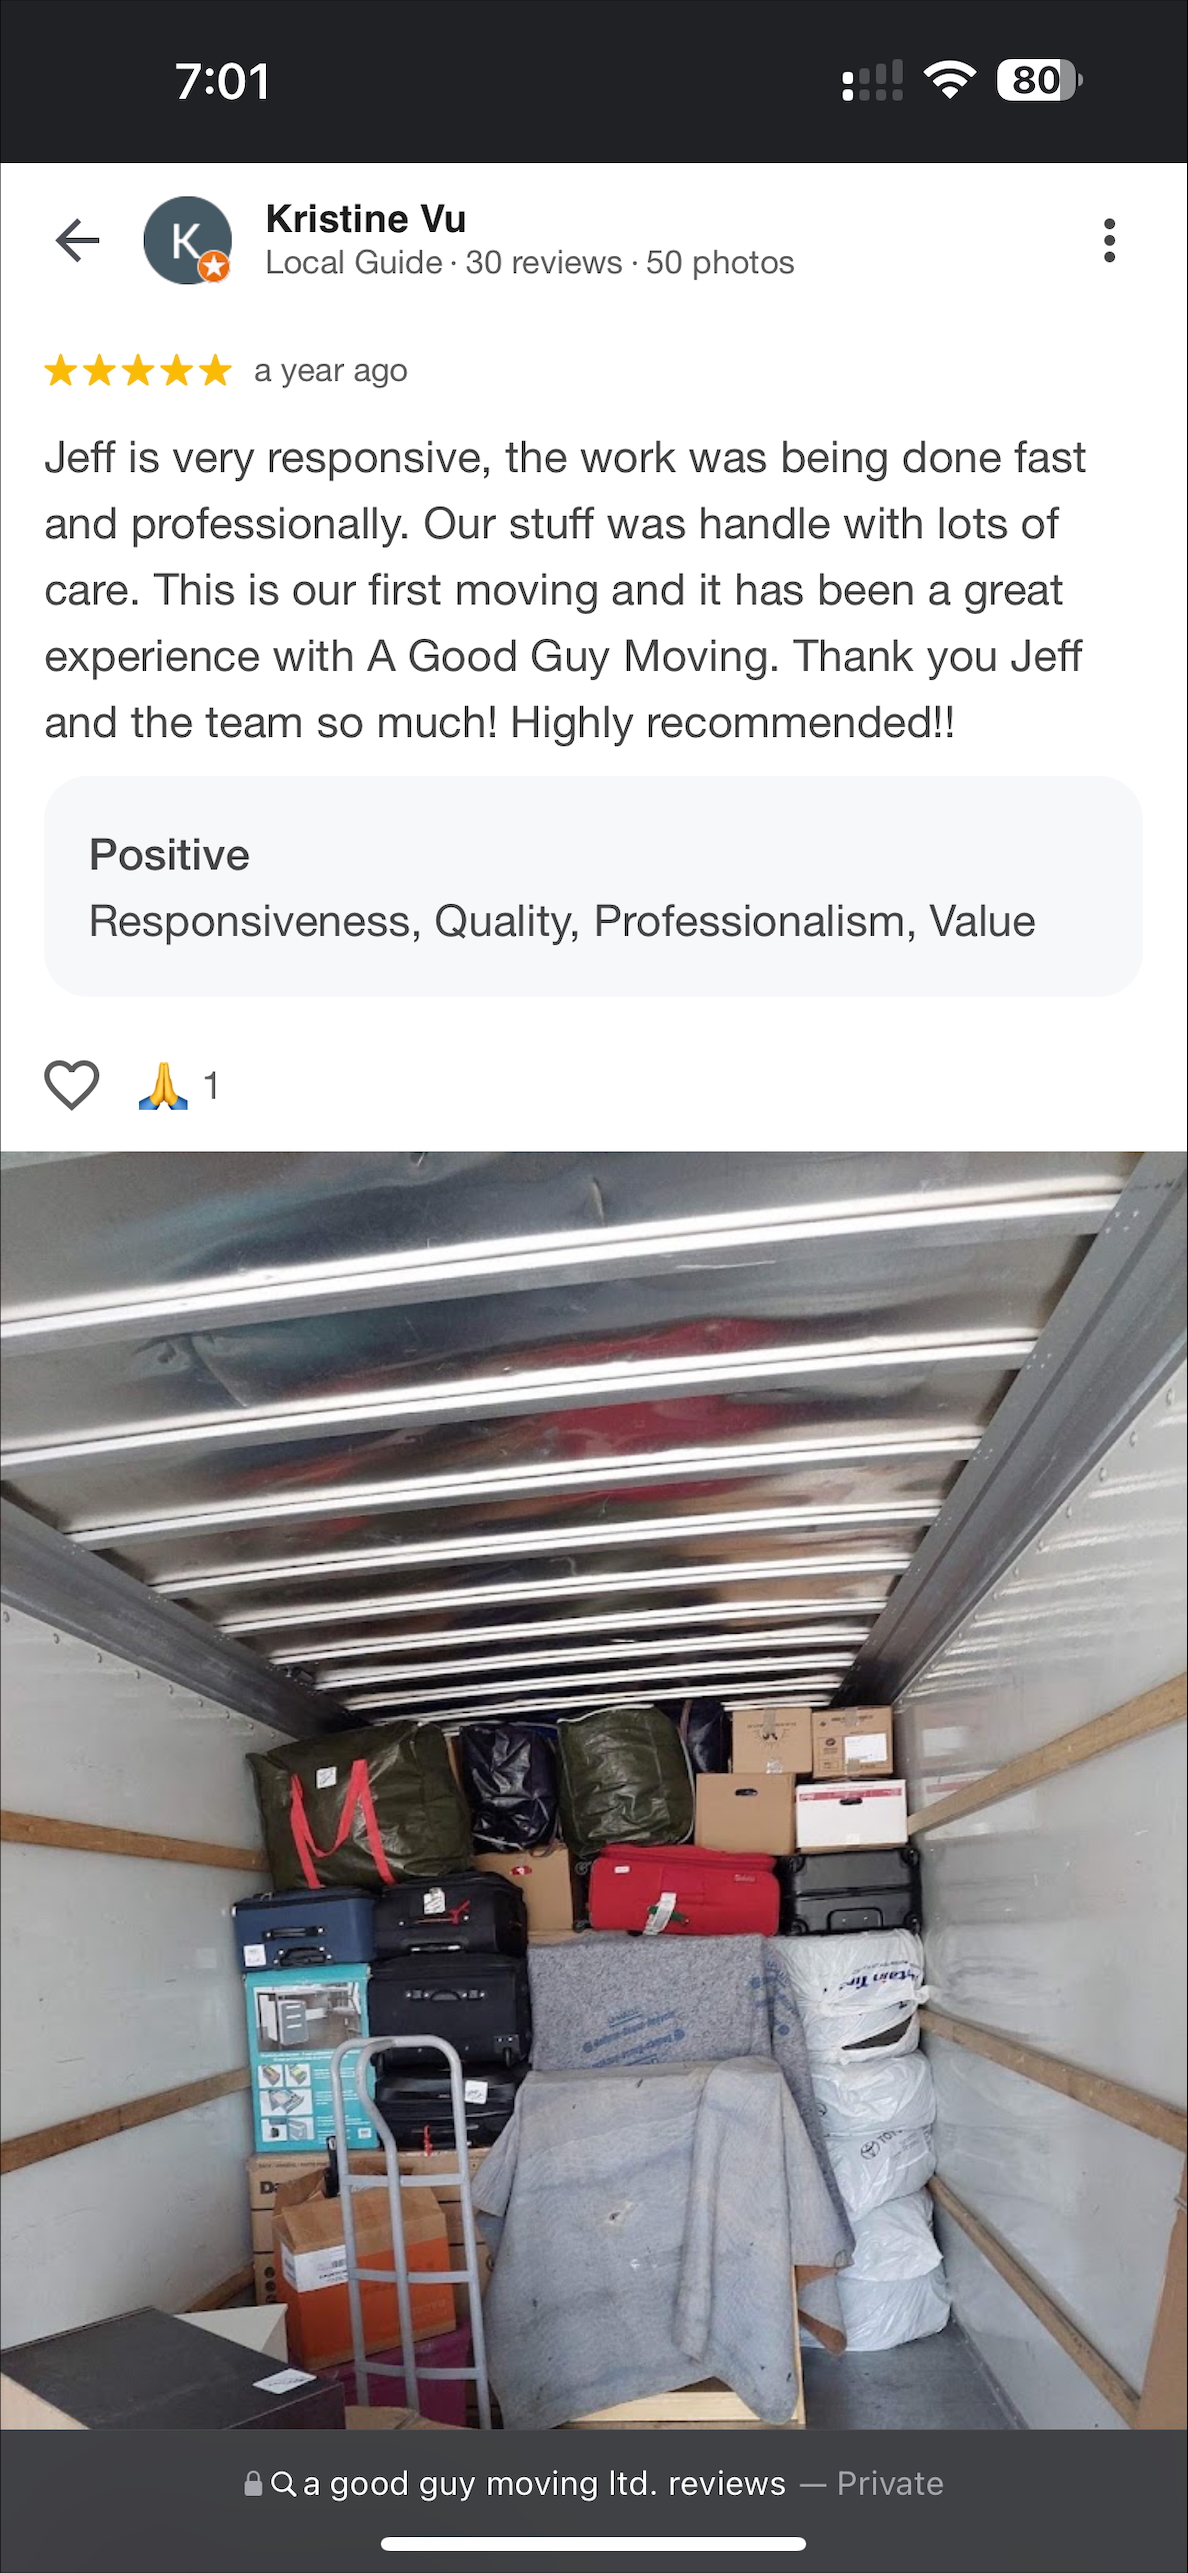 7:01
80
Kristine Vu
K
Local Guide · 30 reviews · 50 photos
a year ago
Jeff is very responsive, the work was being done fast
and professionally. Our stuff was handle with lots of
care. This is our first moving and it has been a great
experience with A Good Guy Moving. Thank you Jeff
and the team so much! Highly recommended!!
Positive
Responsiveness, Quality, Professionalism, Value
1
a good guy moving ltd. reviews — Private